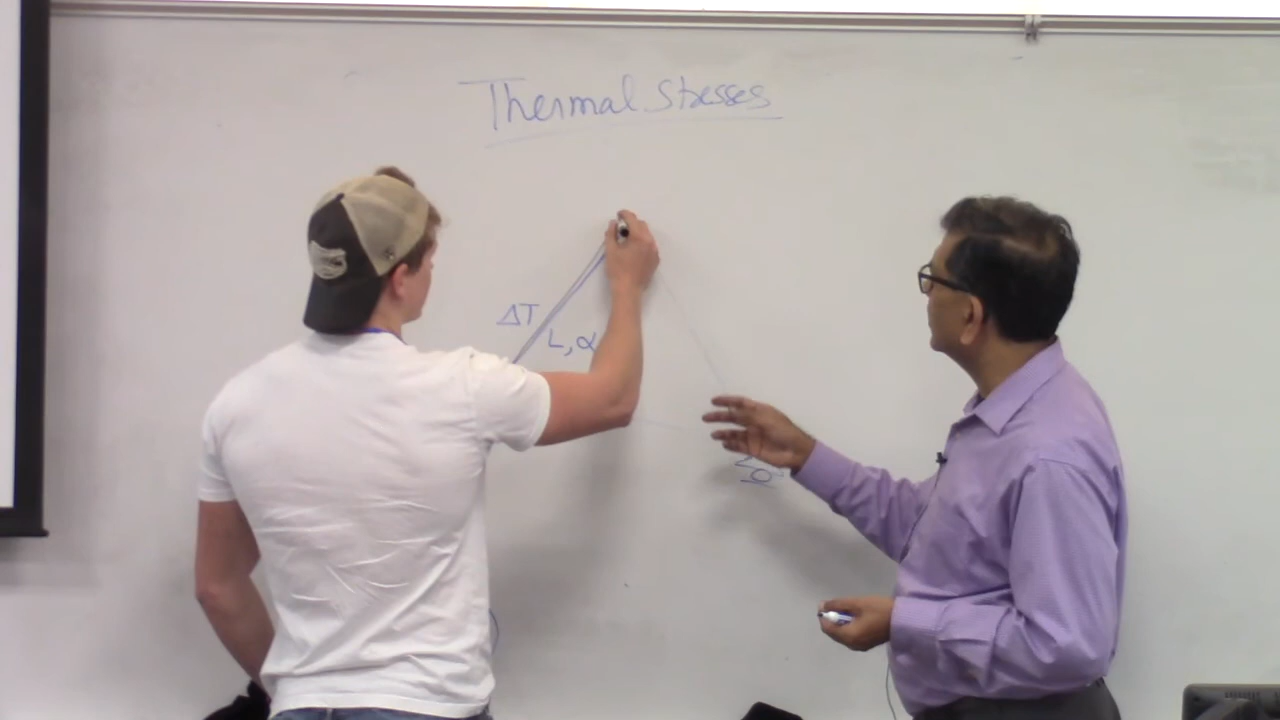 Thermal Stresses
ΔT
L, α